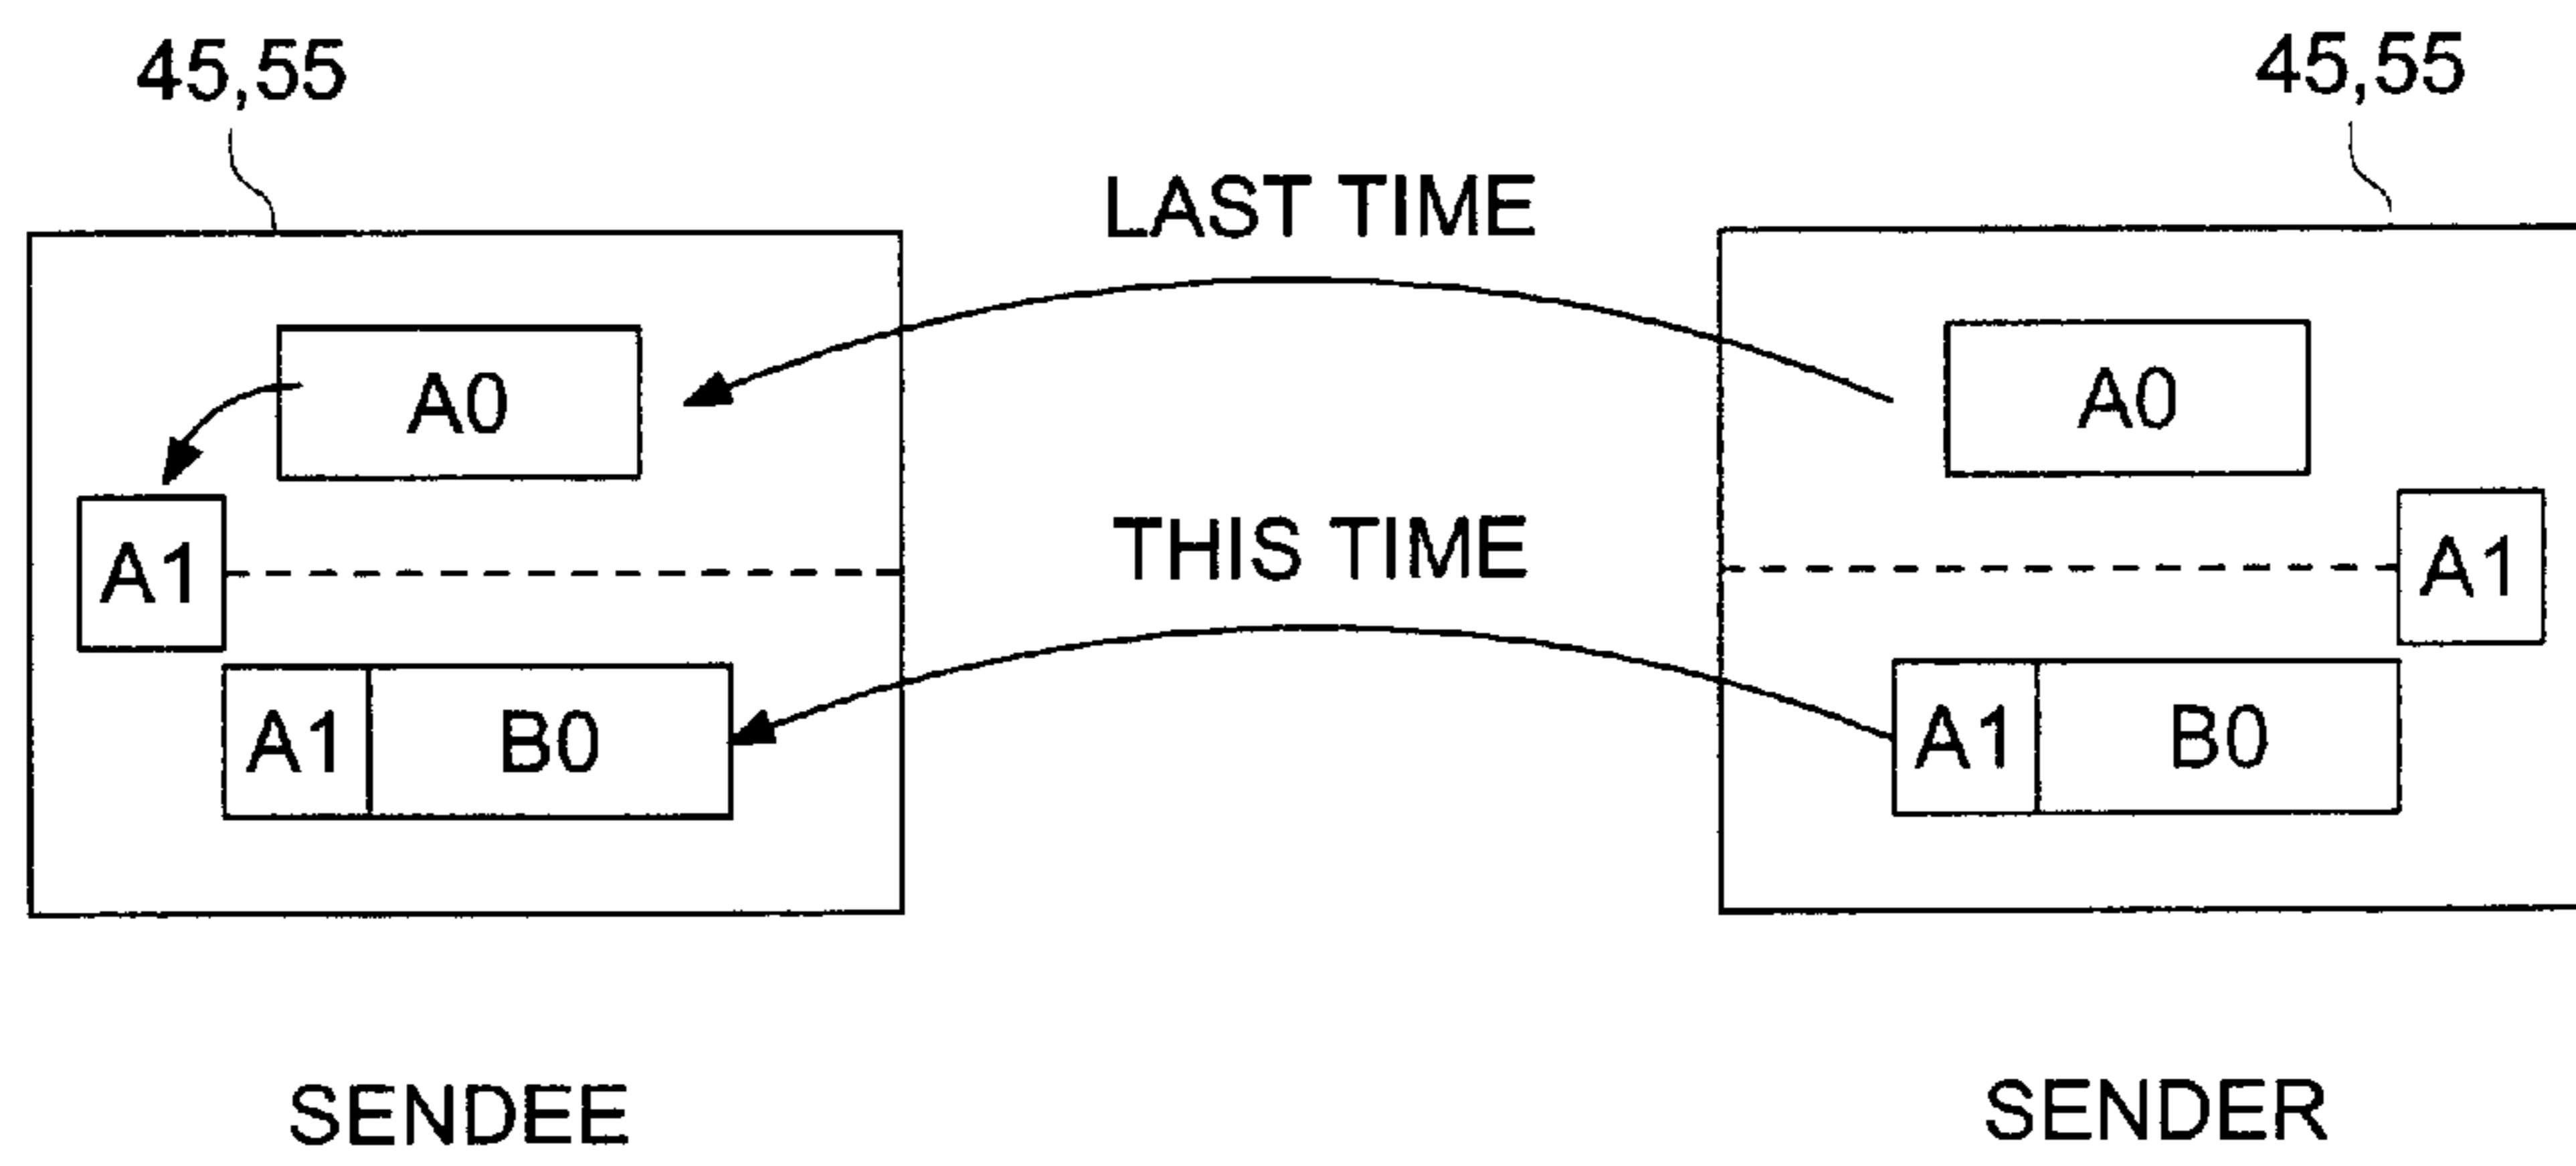 45,55 45,55
LAST TIME
A0 A0
THIS TIME
A1 A1
A1 B0 A1 B0
SENDEE SENDER